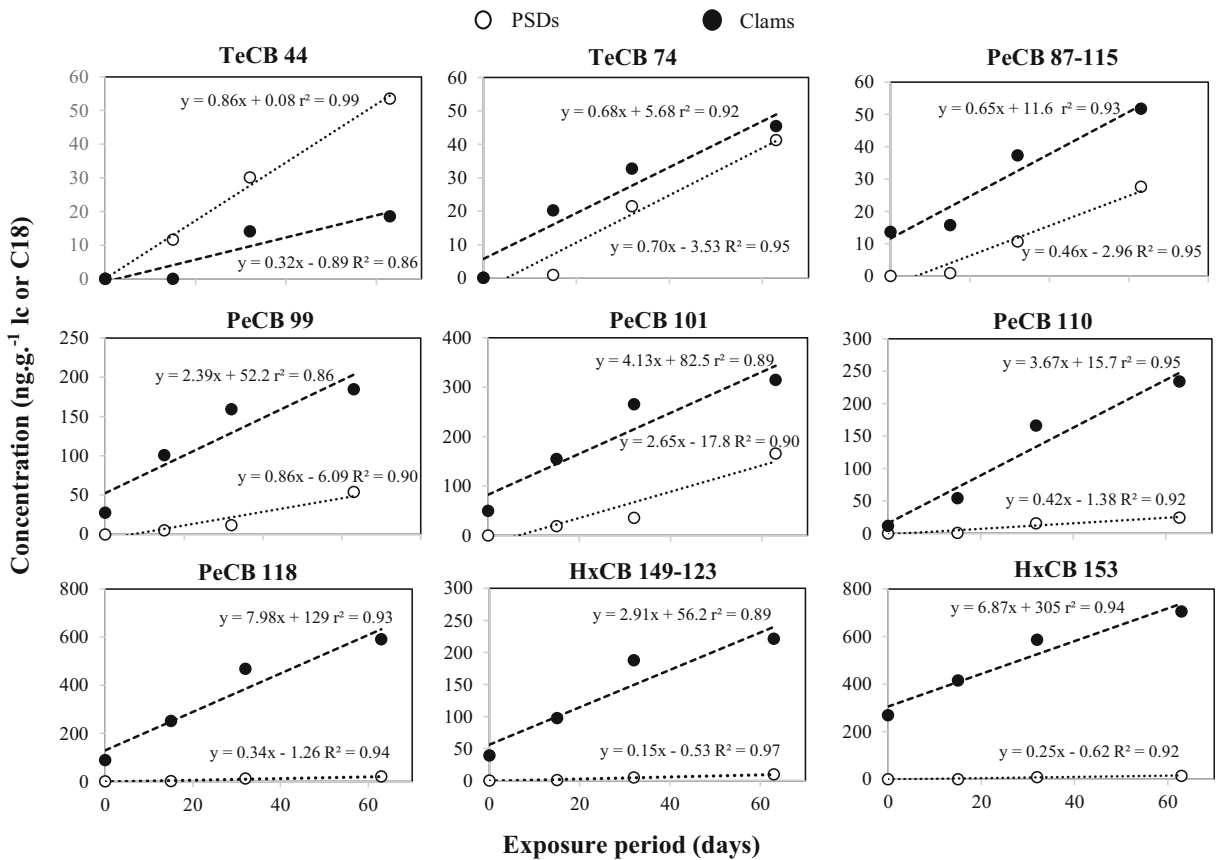 PSDs Clams
TeCB 44 TeCB 74 PeCB 87-115
60 60 60
y = 0.86x + 0.08 r² = 0.99 y = 0.68x + 5.68 r² = 0.92 y = 0.65x + 11.6 r² = 0.93
50 50 50
40 40 40
30 30 30
20 20 20
10 10 10
y = 0.32x - 0.89 R² = 0.86 y = 0.70x - 3.53 R² = 0.95 y = 0.46x - 2.96 R² = 0.95
0 0 0
Concentration (ng.g.-1 lc or C18)
PeCB 99 PeCB 101 PeCB 110
250 400 300
y = 2.39x + 52.2 r² = 0.86 y = 4.13x + 82.5 r² = 0.89 y = 3.67x + 15.7 r² = 0.95
200 300 250
150 200 200
100 100 150
50 0 100
0 50
0
y = 0.86x - 6.09 R² = 0.90 y = 2.65x - 17.8 R² = 0.90 y = 0.42x - 1.38 R² = 0.92
PeCB 118 HxCB 149-123 HxCB 153
800 300 800
y = 7.98x + 129 r² = 0.93 y = 2.91x + 56.2 r² = 0.89 y = 6.87x + 305 r² = 0.94
600 250 600
400 200 400
200 150 200
0 100 0
50
0
y = 0.34x - 1.26 R² = 0.94 y = 0.15x - 0.53 R² = 0.97 y = 0.25x - 0.62 R² = 0.92
0 20 40 60 0 20 40 60 0 20 40 60
Exposure period (days)